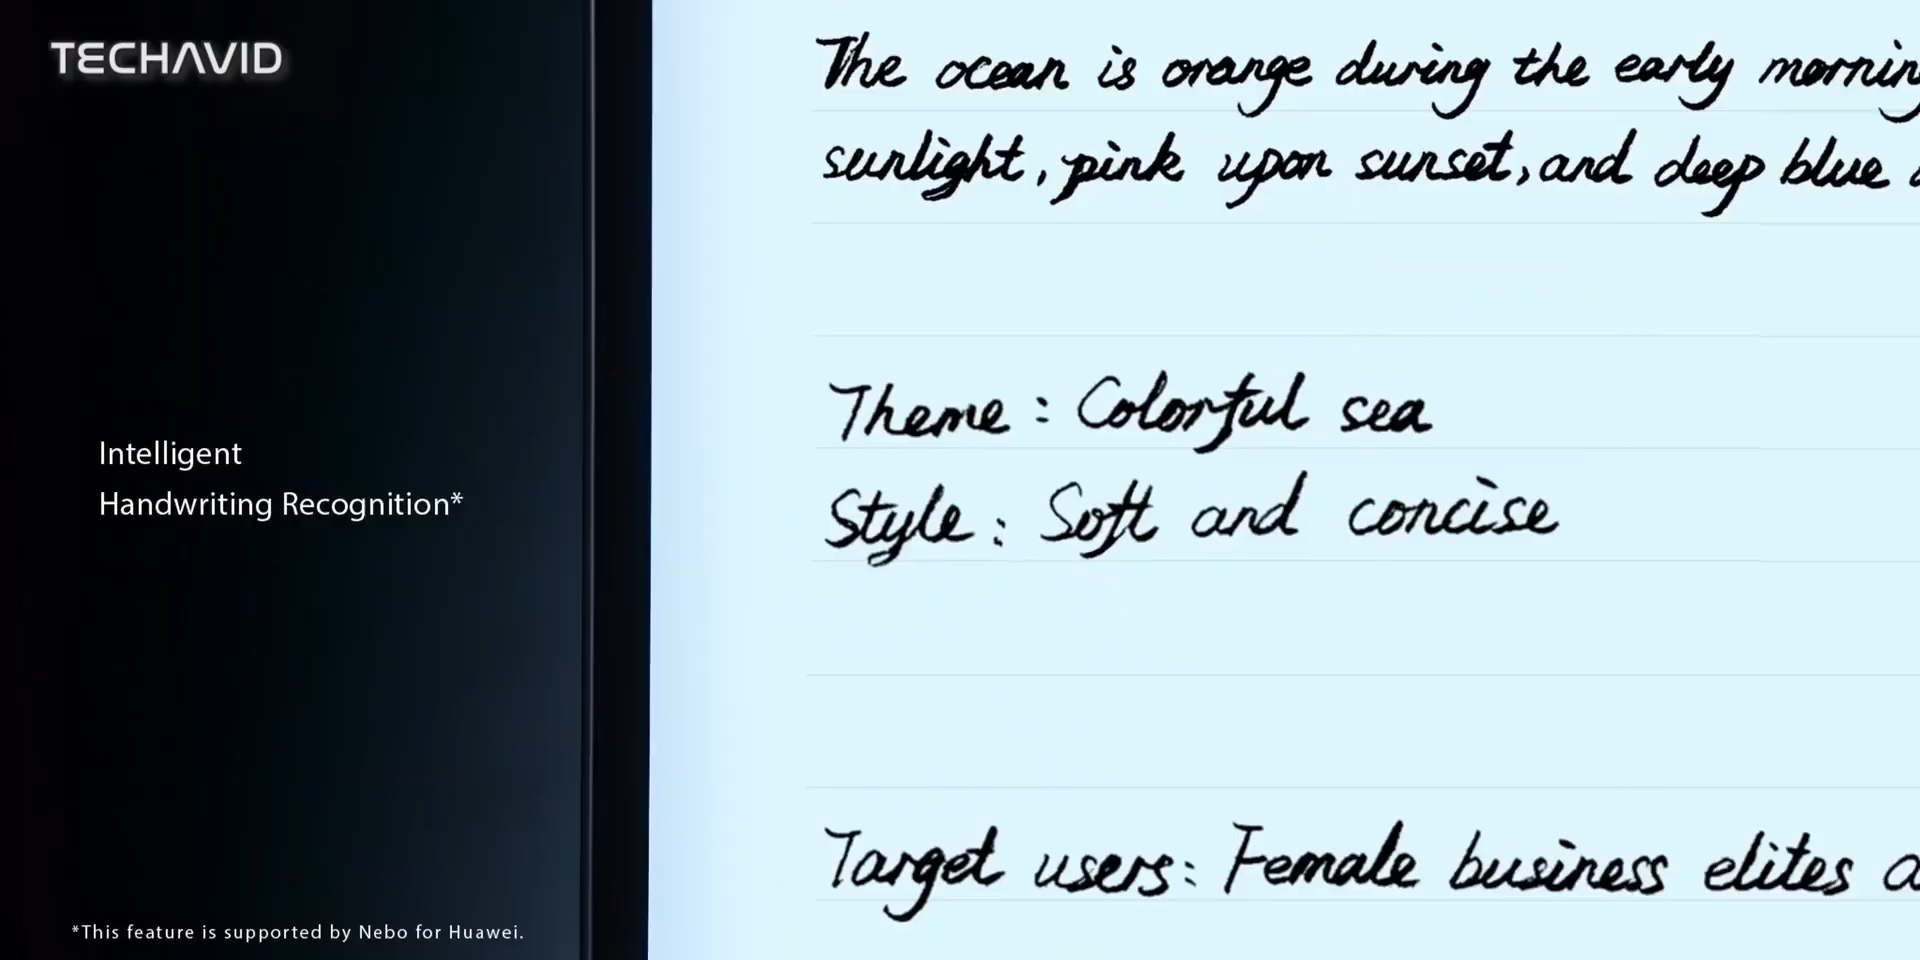 TECHAVID
The ocean is orange during the early mornin
sunlight, pink upon sunset, and deep blue
Theme: Colorful sea
Intelligent
Handwriting Recognition*
Style: Soft and concise
Target users: Female business elites a
*This feature is supported by Nebo for Huawei.